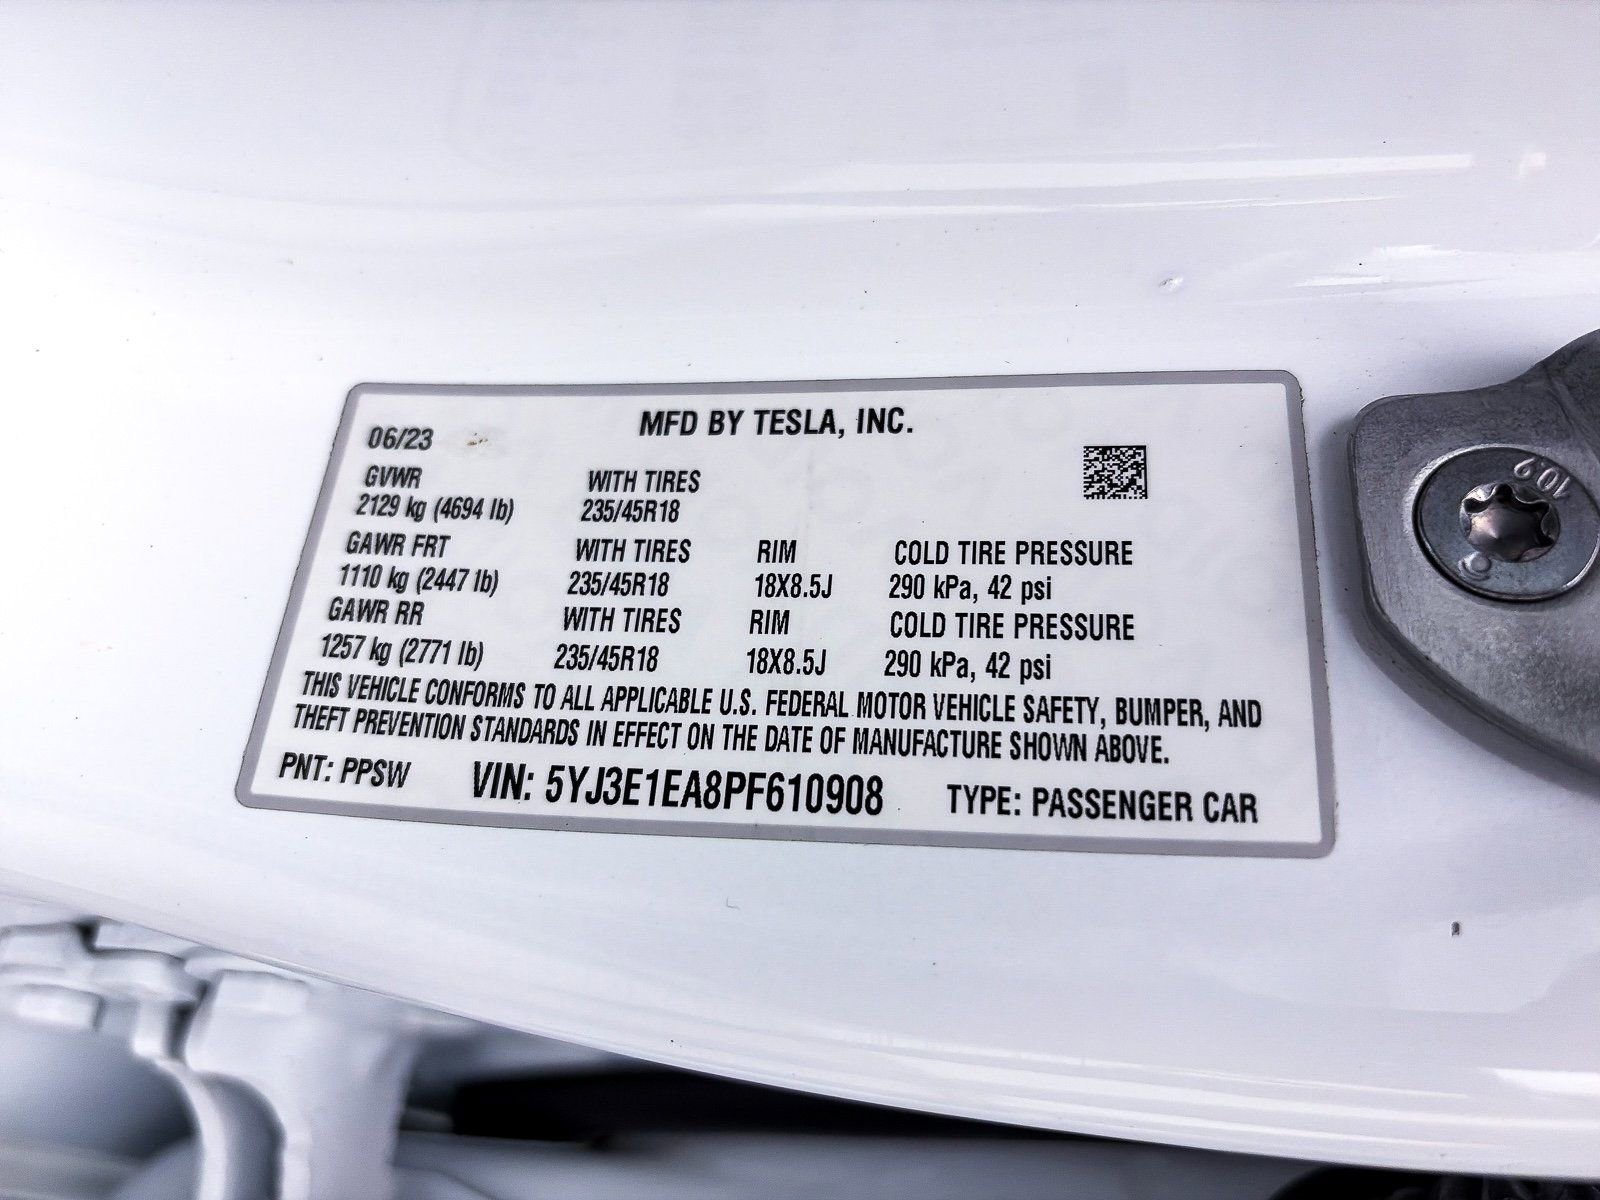 MFD BY TESLA, INC.
06/23
GVWR WITH TIRES
2129 kg (4694 lb) 235/45R18
GAWR FRT WITH TIRES RIM COLD TIRE PRESSURE
1110 kg (2447 lb) 235/45R18 18X8.5J 290 kPa, 42 psi
GAWR RR WITH TIRES RIM COLD TIRE PRESSURE
1257 kg (2771 lb) 235/45R18 18X8.5J 290 kPa, 42 psi
THIS VEHICLE CONFORMS TO ALL APPLICABLE U.S. FEDERAL MOTOR VEHICLE SAFETY, BUMPER, AND
THEFT PREVENTION STANDARDS IN EFFECT ON THE DATE OF MANUFACTURE SHOWN ABOVE.
PNT: PPSW VIN: 5YJ3E1EA8PF610908 TYPE: PASSENGER CAR
10.9